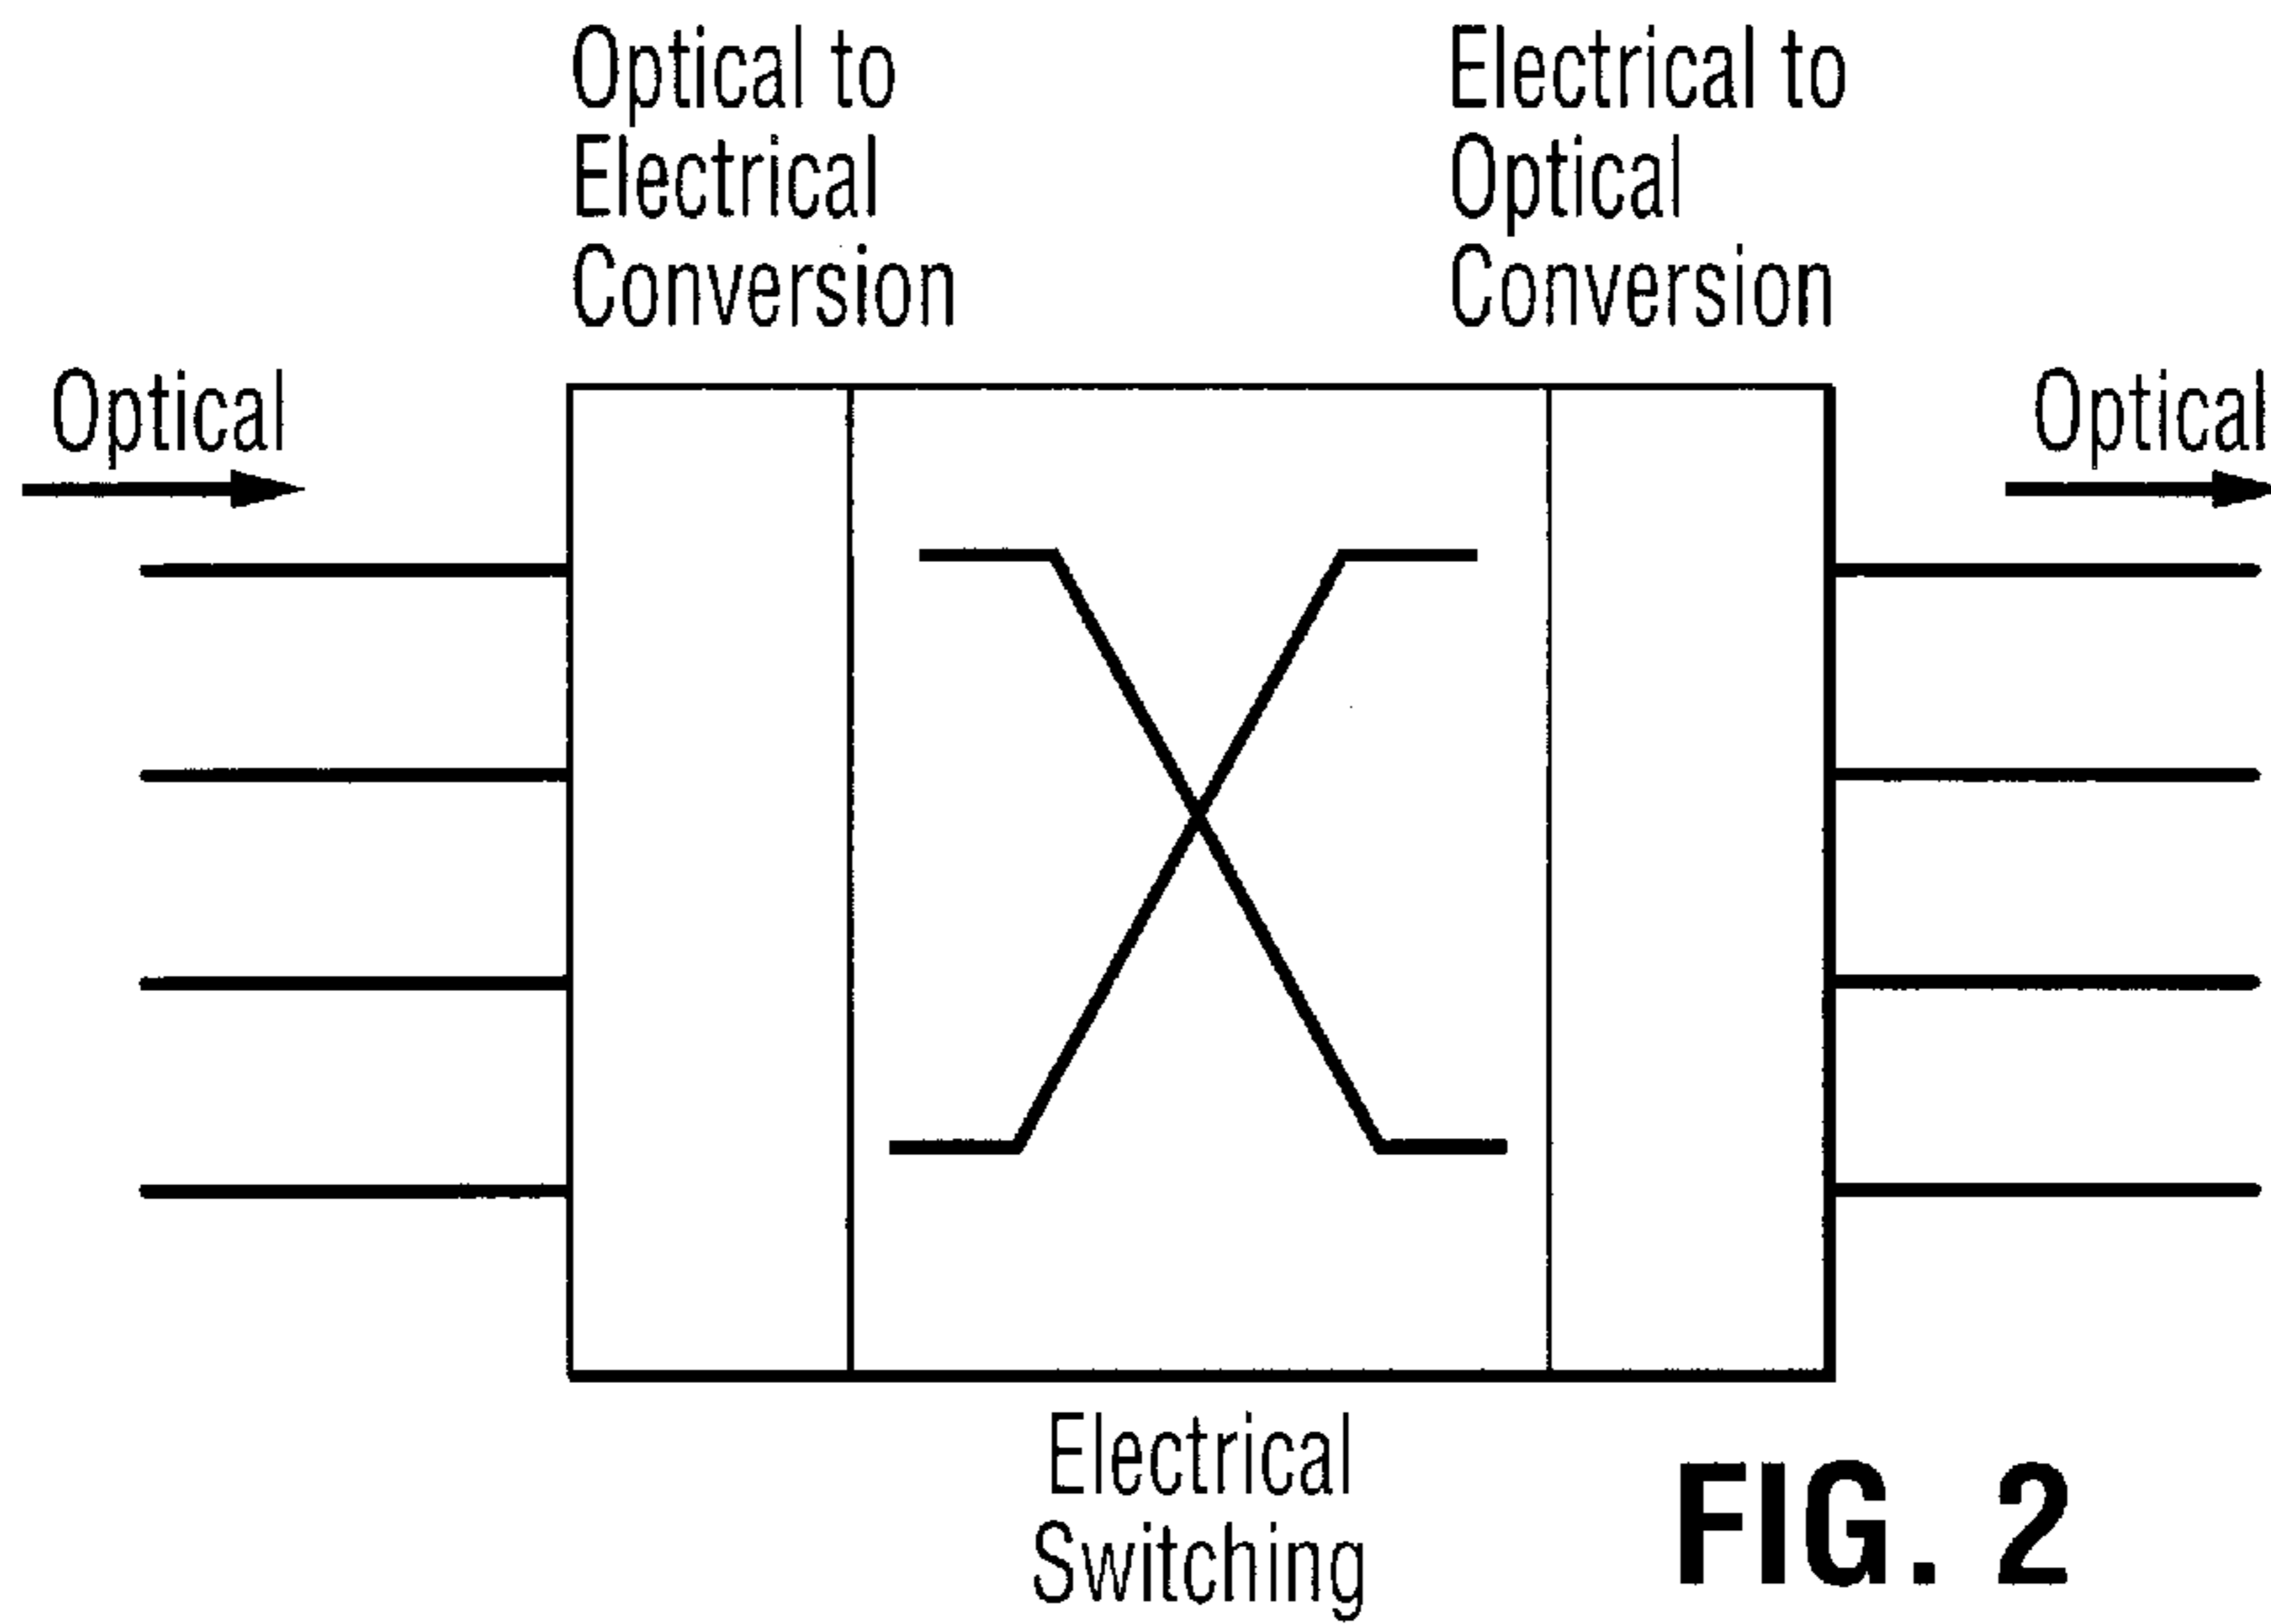 Optical to
Electrical
Conversion
Electrical to
Optical
Conversion
Optical
Optical
Electrical
Switching
FIG. 2